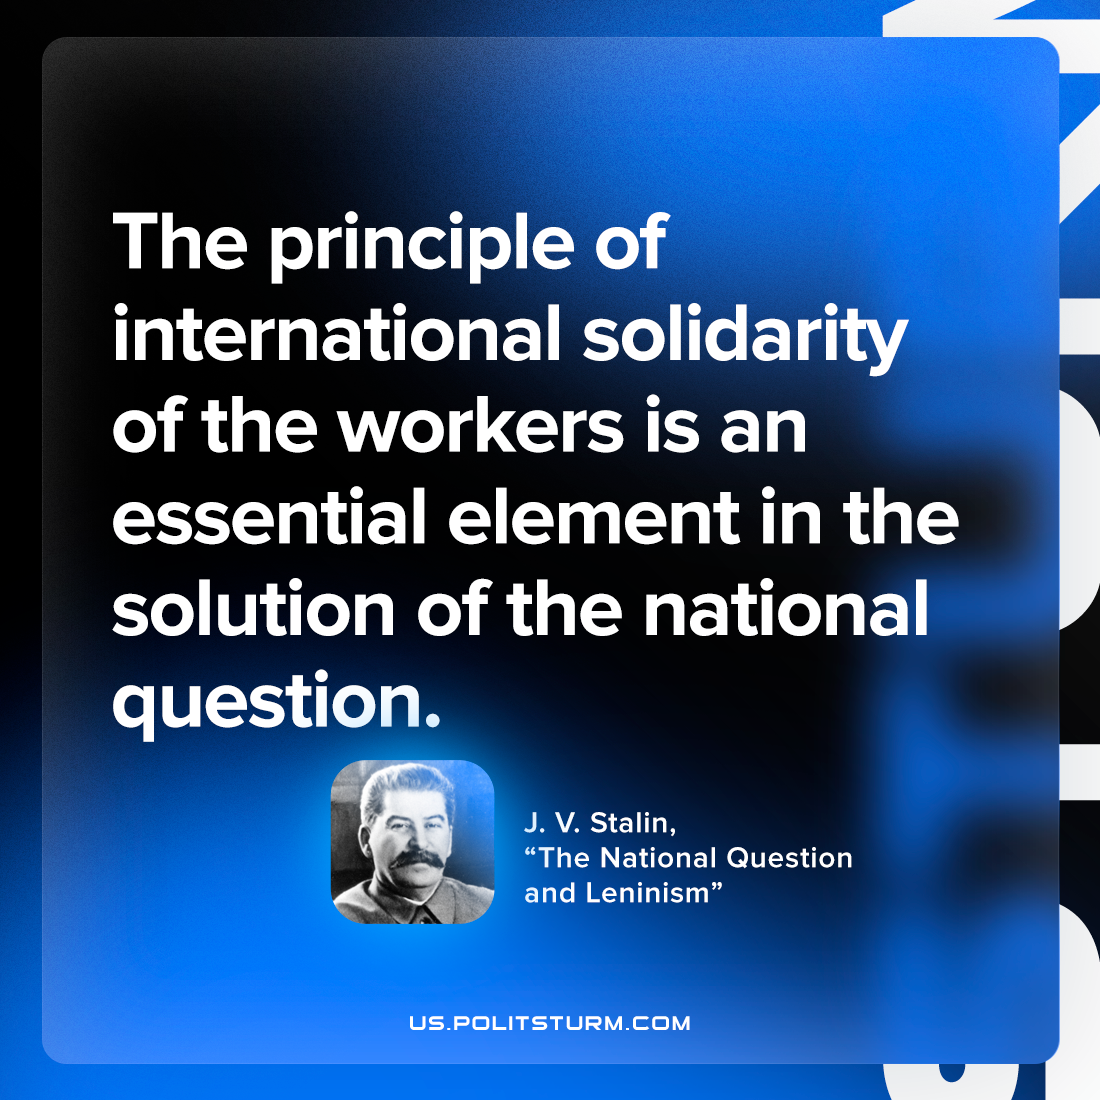 The principle of
international solidarity
of the workers is an
essential element in the
solution of the national
question.
J. V. Stalin,
“The National Question
and Leninism”
US.POLITSTURM.COM